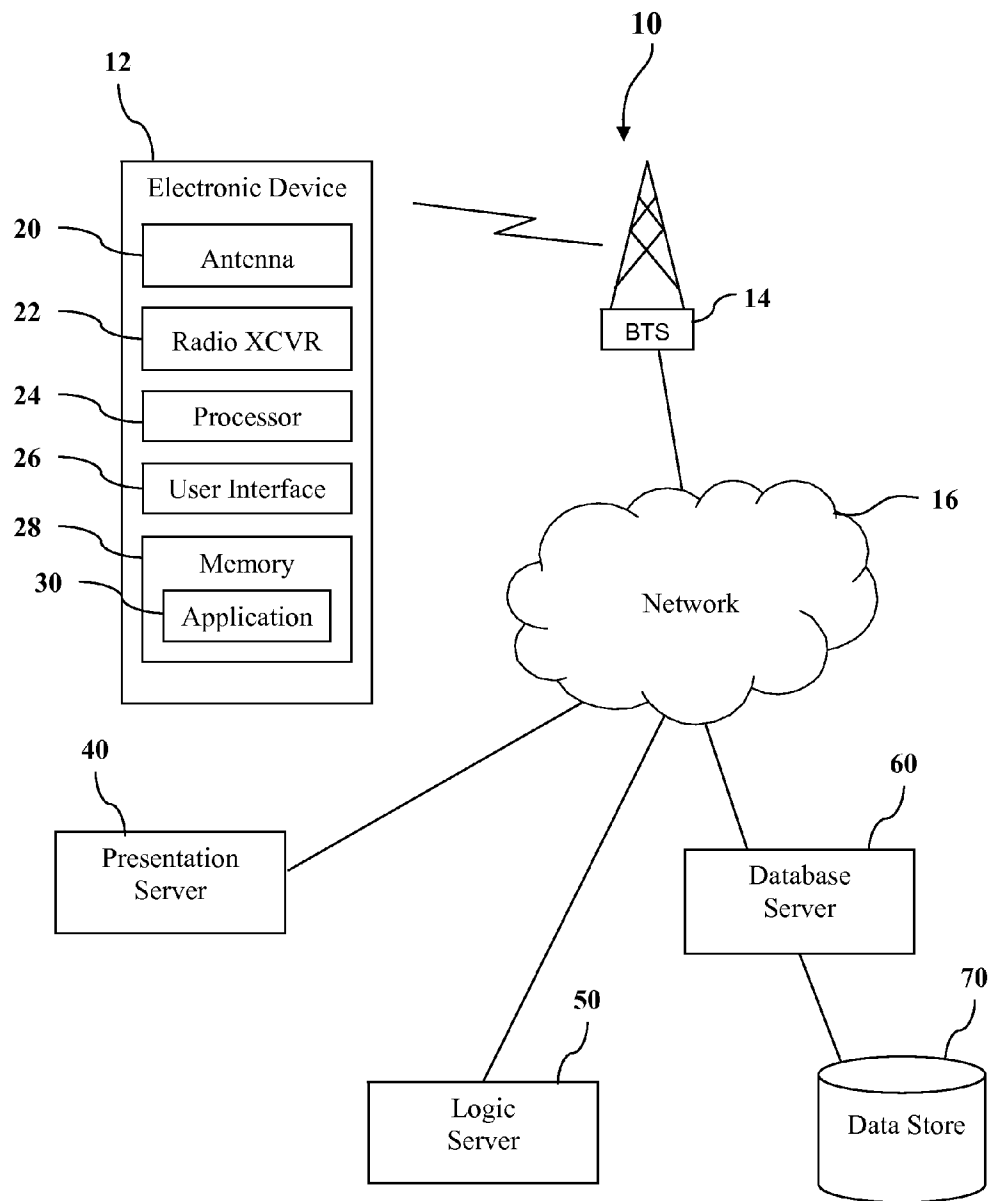 10
12
Electronic Device
20
Antenna
14
22
Radio XCVR
BTS
24
Processor
26
User Interface
16
28
Memory
30
Application
Network
40
60
Presentation
Server
Database
Server
50
70
Logic
Server
Data Store